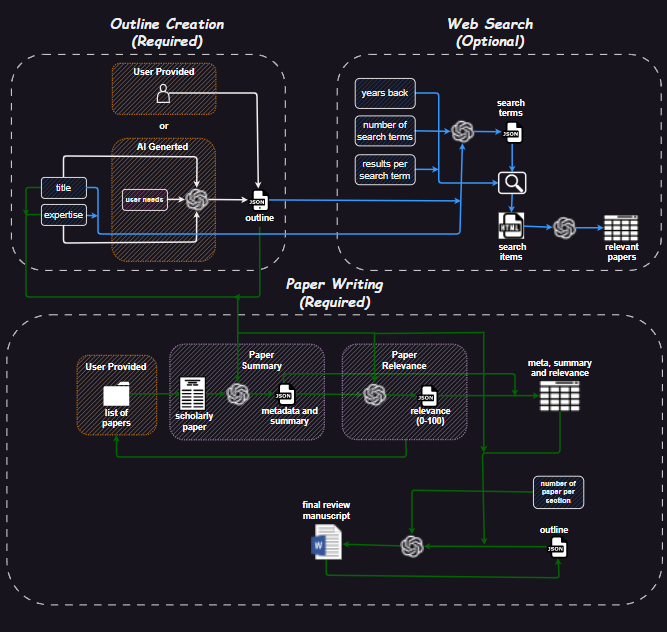 Outline Creation
(Required)
Web Search
(Optional)
User Provided
or
AI Generted
title
expertise
user needs
JSON
outline
years back
number of
search terms
results per
search term
search
terms
JSON
HTML
search
items
relevant
papers
Paper Writing
(Required)
User Provided
list of
papers
Paper
Summary
scholarly
paper
JSON
metadata and
summary
Paper
Relevance
JSON
relevance
(0-100)
meta, summary
and relevance
number of
paper per
section
final review
manuscript
W
outline
JSON